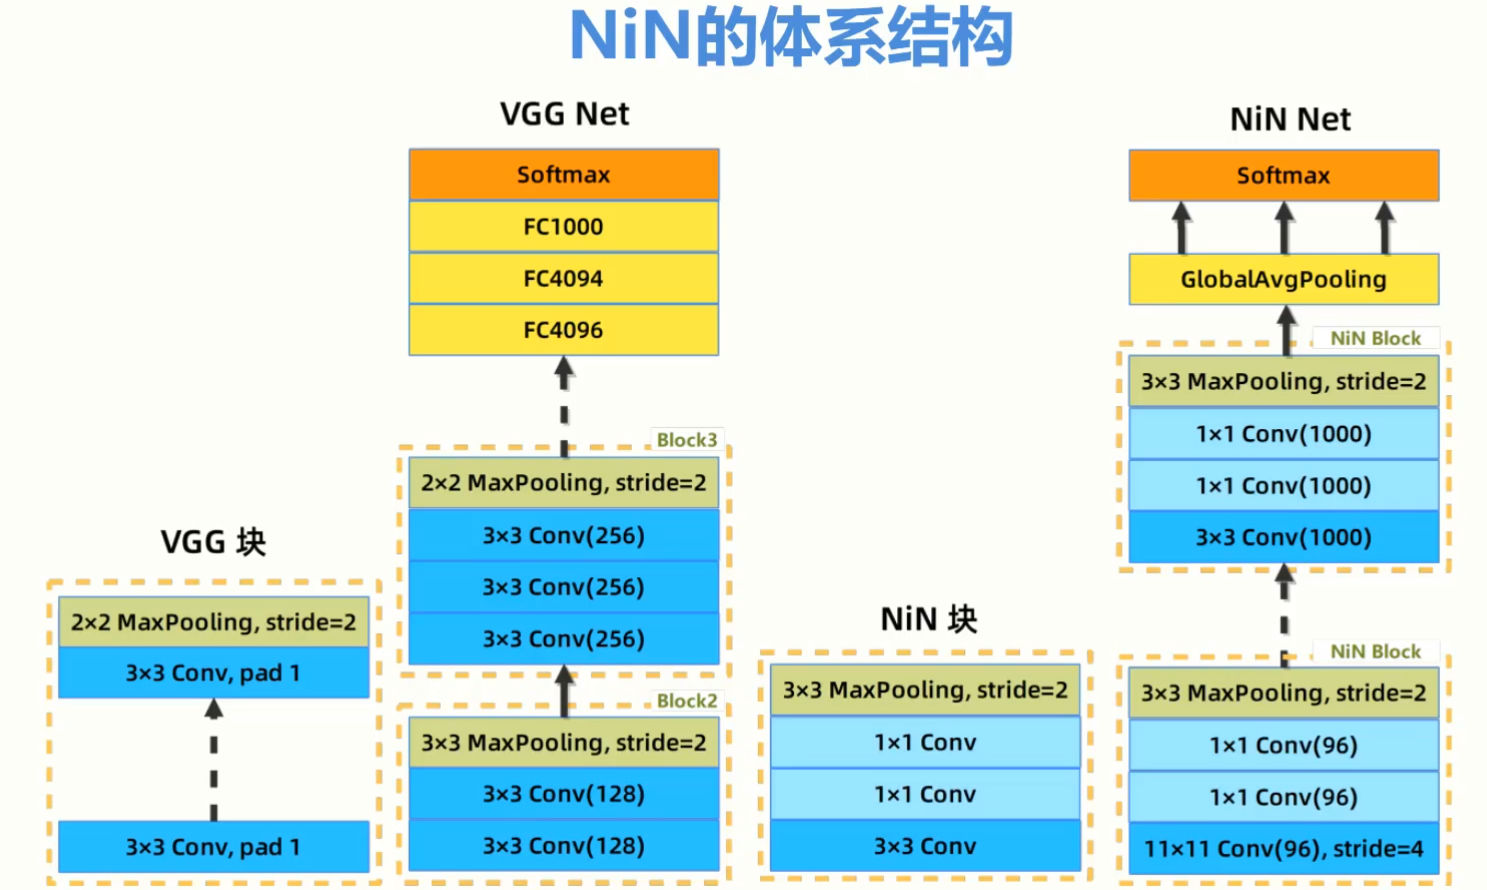 NiN的体系结构
VGG 块
2×2 MaxPooling, stride=2
3×3 Conv, pad 1
3×3 Conv, pad 1
VGG Net
Softmax
FC1000
FC4094
FC4096
Block3
2×2 MaxPooling, stride=2
3×3 Conv(256)
3×3 Conv(256)
3×3 Conv(256)
Block2
3×3 MaxPooling, stride=2
3×3 Conv(128)
3×3 Conv(128)
NiN 块
3×3 MaxPooling, stride=2
1×1 Conv
1×1 Conv
3×3 Conv
NiN Net
Softmax
GlobalAvgPooling
NiN Block
3×3 MaxPooling, stride=2
1×1 Conv(1000)
1×1 Conv(1000)
3×3 Conv(1000)
NiN Block
3×3 MaxPooling, stride=2
1×1 Conv(96)
1×1 Conv(96)
11×11 Conv(96), stride=4